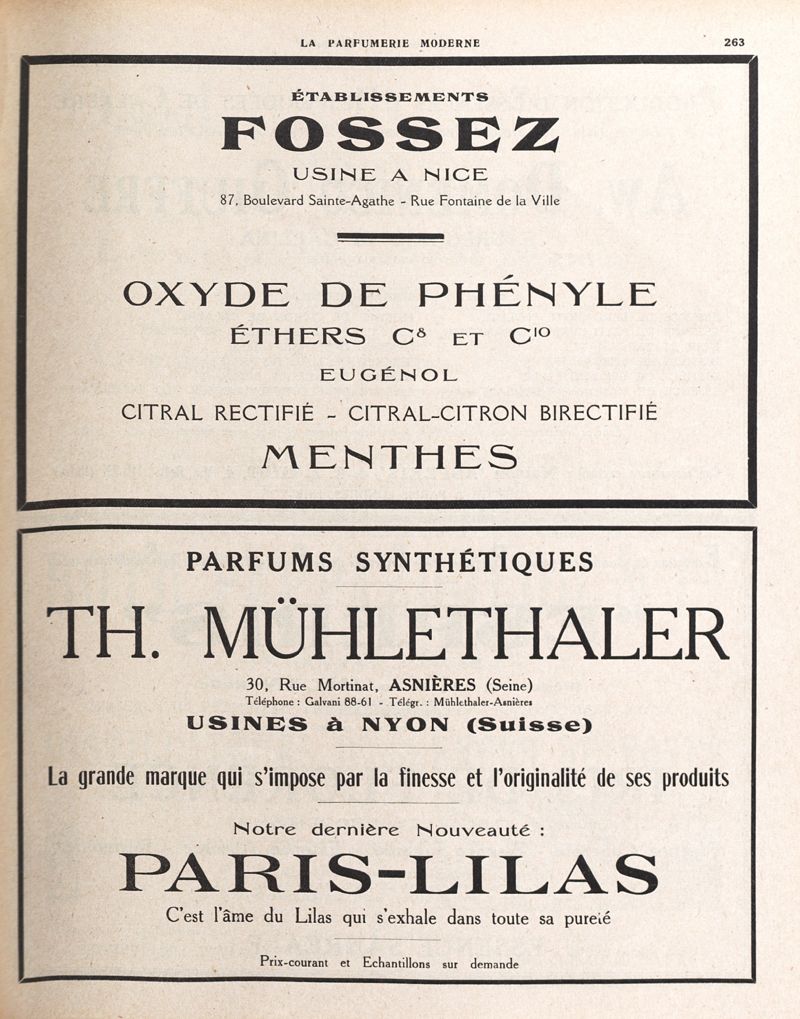 LA PARFUMERIE MODERNE 263
ÉTABLISSEMENTS
FOSSEZ
USINE A NICE
87, Boulevard Sainte-Agathe - Rue Fontaine de la Ville
OXYDE DE PHÉNYLE
ÉTHERS C⁸ ET C¹⁰
EUGÉNOL
CITRAL RECTIFIÉ - CITRAL-CITRON BIRECTIFIÉ
MENTHES
PARFUMS SYNTHÉTIQUES
TH. MÜHLETHALER
30, Rue Mortinat, ASNIÈRES (Seine)
Téléphone : Galvani 88-61 - Télégr. : Mühlethaler-Asnières
USINES à NYON (Suisse)
La grande marque qui s'impose par la finesse et l'originalité de ses produits
Notre dernière Nouveauté :
PARIS-LILAS
C'est l'âme du Lilas qui s'exhale dans toute sa pureté
Prix-courant et Echantillons sur demande